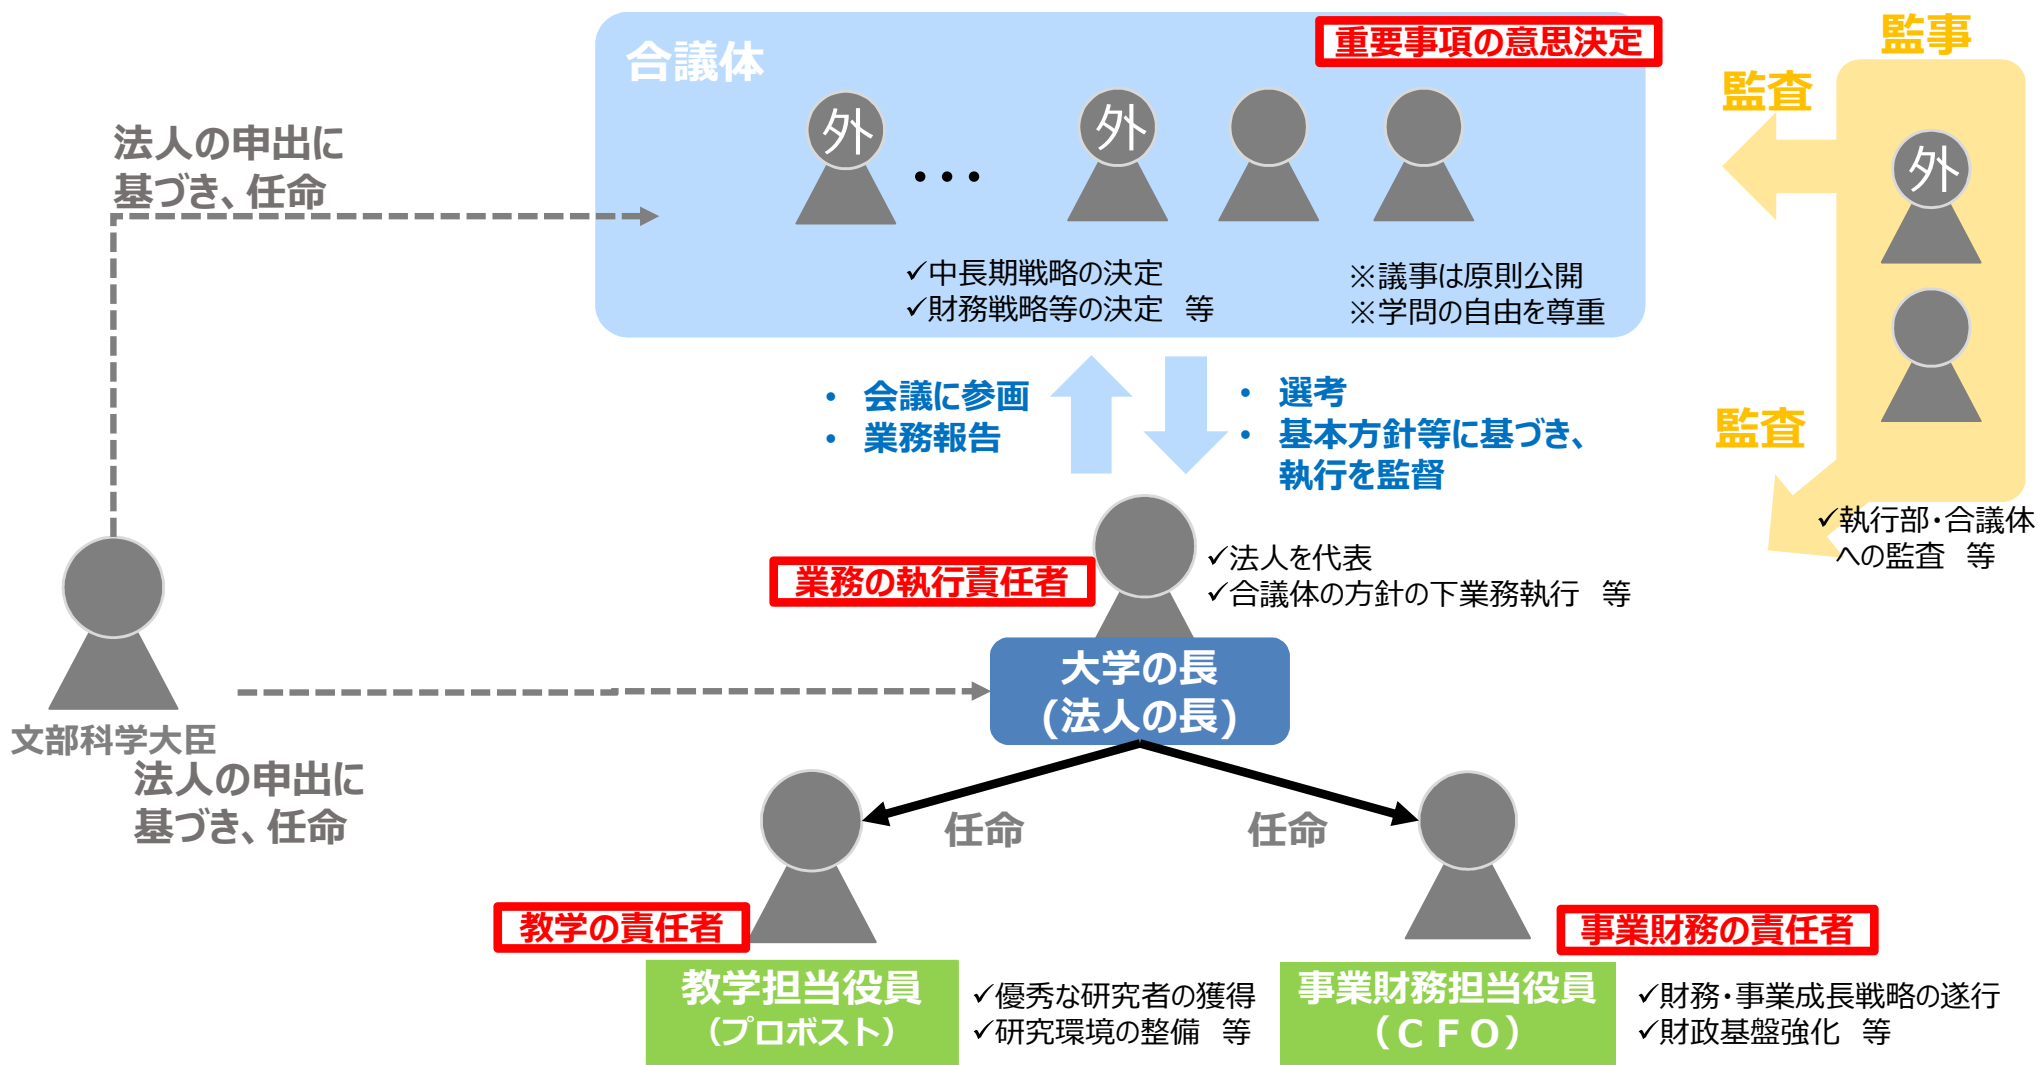 合議体
重要事項の意思決定
外
・・・
外
✓中長期戦略の決定
✓財務戦略等の決定　等
※議事は原則公開
※学問の自由を尊重
監事
監査
外
監査
✓執行部・合議体
への監査　等
法人の申出に
基づき、任命
• 会議に参画
• 業務報告
• 選考
• 基本方針等に基づき、
執行を監督
業務の執行責任者
✓法人を代表
✓合議体の方針の下業務執行　等
大学の長
(法人の長)
文部科学大臣
法人の申出に
基づき、任命
任命
任命
教学の責任者
教学担当役員
（プロボスト）
✓優秀な研究者の獲得
✓研究環境の整備　等
事業財務の責任者
事業財務担当役員
（ＣＦＯ）
✓財務・事業成長戦略の遂行
✓財政基盤強化　等